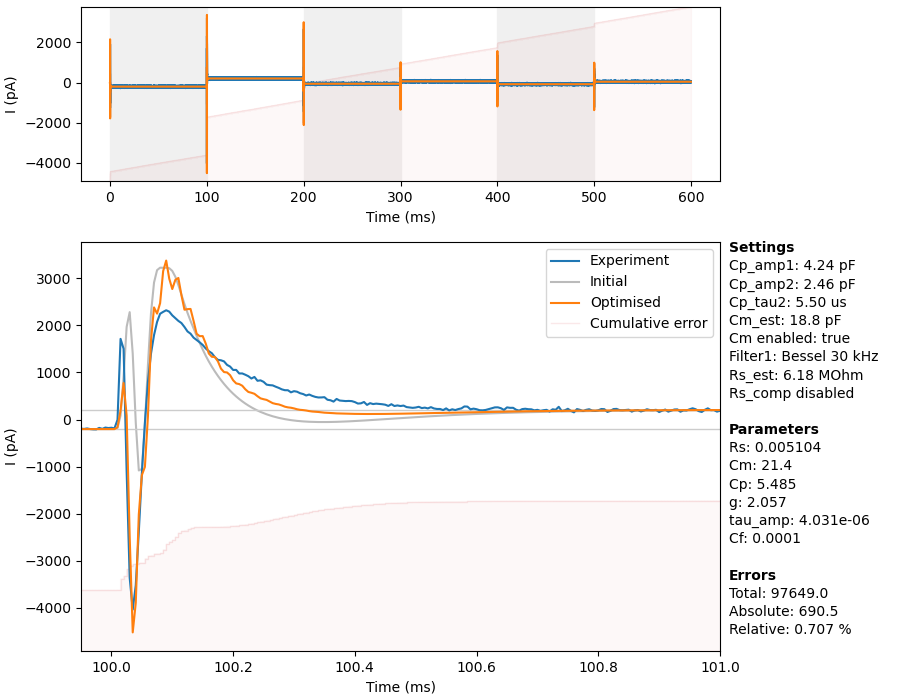 2000
0
−2000
−4000
I (pA)
0
100
200
300
400
500
600
Time (ms)
3000
2000
1000
0
−1000
−2000
−3000
−4000
I (pA)
Experiment
Initial
Optimised
Cumulative error
100.0
100.2
100.4
100.6
100.8
101.0
Time (ms)
Settings
Cp_amp1: 4.24 pF
Cp_amp2: 2.46 pF
Cp_tau2: 5.50 us
Cm_est: 18.8 pF
Cm enabled: true
Filter1: Bessel 30 kHz
Rs_est: 6.18 MOhm
Rs_comp disabled
Parameters
Rs: 0.005104
Cm: 21.4
Cp: 5.485
g: 2.057
tau_amp: 4.031e-06
Cf: 0.0001
Errors
Total: 97649.0
Absolute: 690.5
Relative: 0.707 %